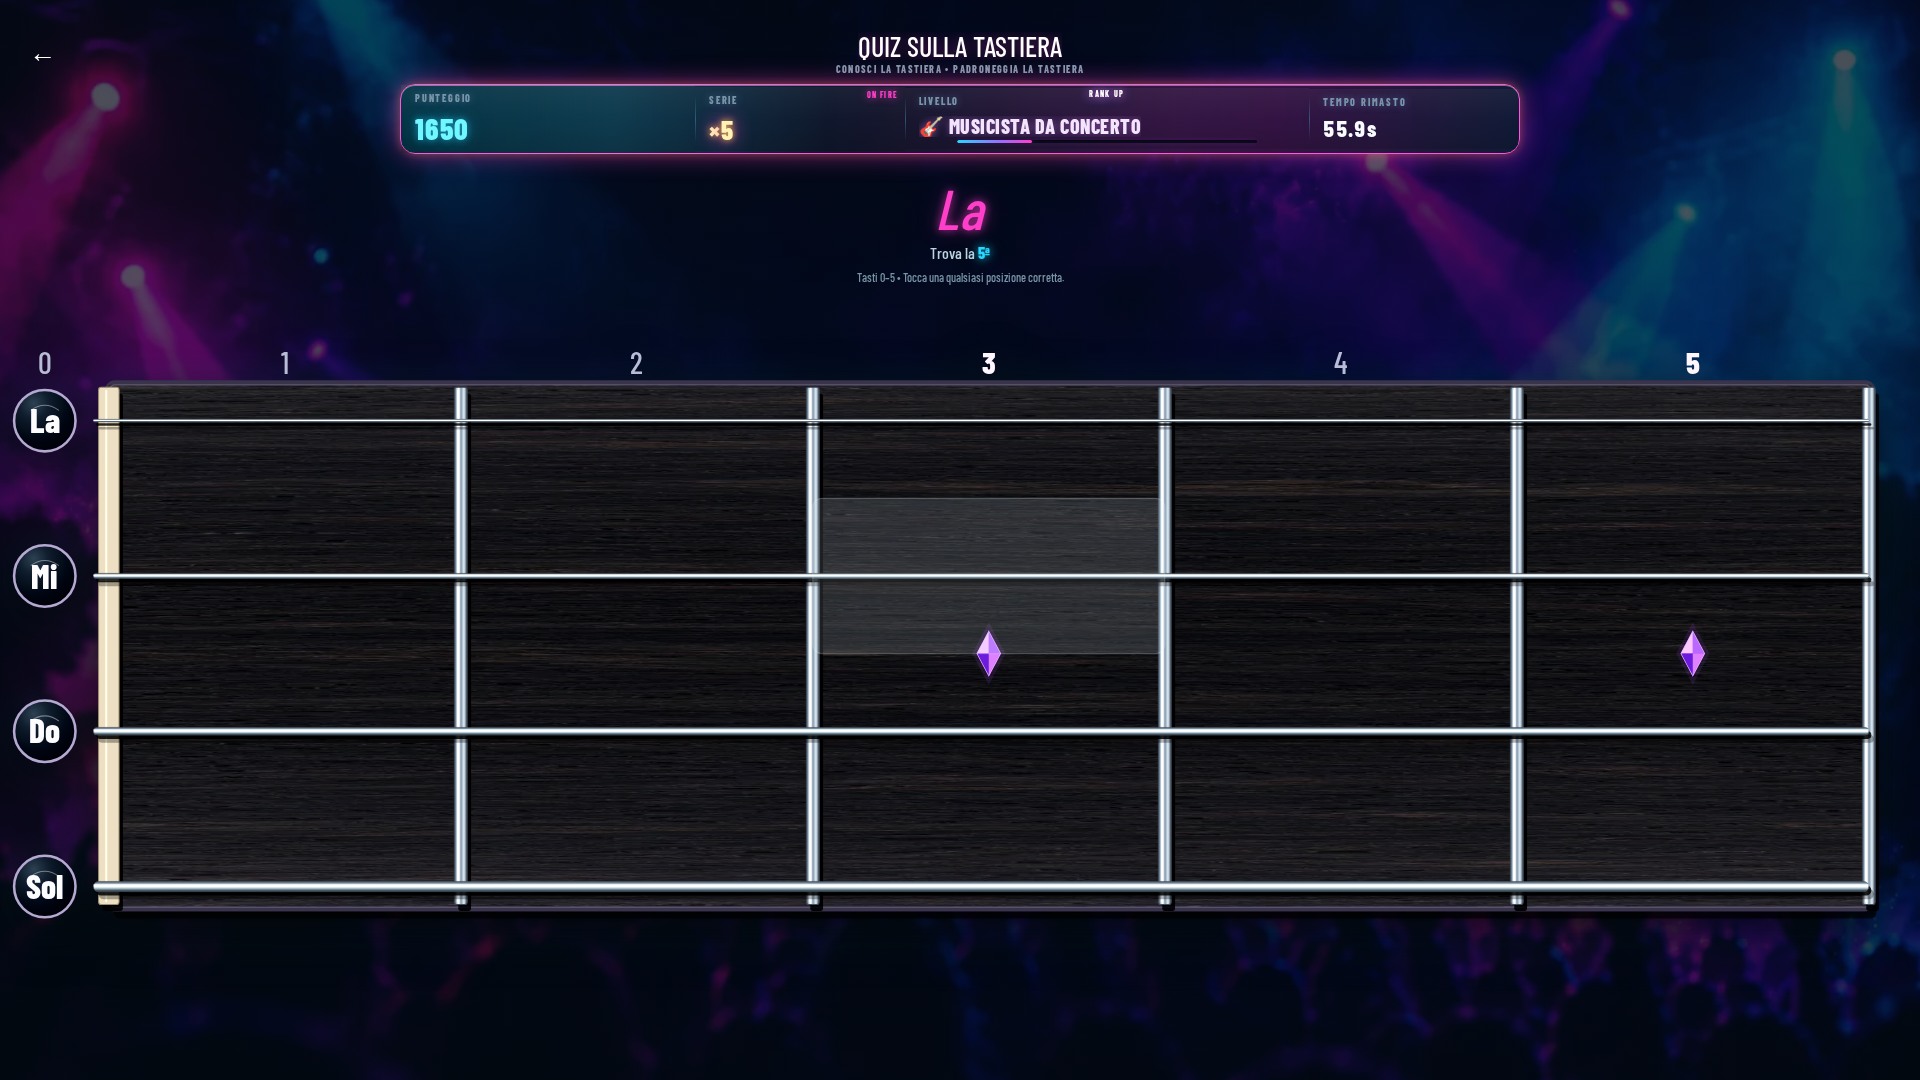 ←
QUIZ SULLA TASTIERA
CONOSCI LA TASTIERA • PADRONEGGIA LA TASTIERA
PUNTEGGIO
1650
SERIE
×5
ON FIRE
LIVELLO
RANK UP
🎸 MUSICISTA DA CONCERTO
TEMPO RIMASTO
55.9s
La
Trova la 5ª
Tasti 0–5 • Tocca una qualsiasi posizione corretta.
0 1 2 3 4 5
La
Mi
Do
Sol